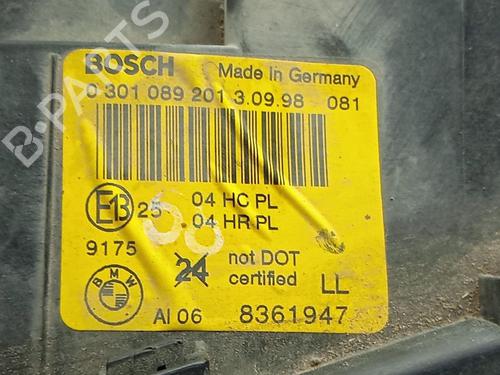 BOSCH Made in Germany
0 301 089 201 3.09.98 081
E13 25 04 HC PL
04 HR PL
9175
24 not DOT
certified LL
BMW
Al 06 8361947
B-PARTS